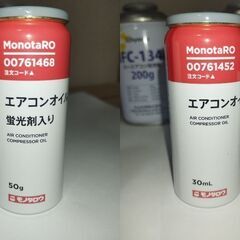 MonotaRO
00761468
注文コード▲
エアコンオイル
蛍光剤入り
AIR CONDITIONER
COMPRESSOR OIL
50g
モノタロウ
FC-134
200g
MonotaRO
00761452
注文コード▲
エアコンオイ
AIR CONDITIONER
COMPRESSOR OIL
30mL
モノタロウ